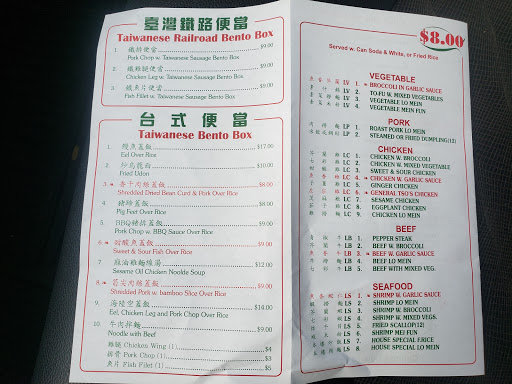 臺灣鐵路便當
Taiwanese Railroad Bento Box
1. 鐵排便當 $9.00
Pork Chop w. Taiwanese Sausage Bento Box
2. 鐵雞腿便當 $9.00
Chicken Leg w. Taiwanese Sausage Bento Box
3. 鐵魚片便當 $9.00
Fish Fillet w. Taiwanese Sausage Bento Box
台式便當
Taiwanese Bento Box
1. 鰻魚蓋飯 $17.00
Eel Over Rice
2. 炒烏龍麵 $10.00
Fried Udon
3. 香干肉絲蓋飯 $8.00
Shredded Dried Bean Curd & Pork Over Rice
4. 豬蹄蓋飯 $8.00
Pig Feet Over Rice
5. BBQ豬排蓋飯 $9.00
Pork Chop w. BBQ Sauce Over Rice
6. 甜酸魚蓋飯 $9.00
Sweet & Sour Fish Over Rice
7. 麻油雞麵線湯 $12.00
Sesame Oil Chicken Noolde Soup
8. 筍尖肉絲蓋飯 $9.00
Shredded Pork w. bamboo Slice Over Rice
9. 海陸空蓋飯 $14.00
Eel, Chicken Leg and Pork Chop Over Rice
10. 牛肉拌麵 $9.00
Noodle with Beef
雞腿 Chicken Wing (1) $4
排骨 Pork Chop (1) $3
魚片 Fish Filet (1) $5
$8.00
Served w. Can Soda & White, or Fried Rice
VEGETABLE
LV 1. BROCCOLI IN GARLIC SAUCE
LV 2. TO-FU W. MIXED VEGETABLES
LV 3. VEGETABLE LO MEIN
LV 4. VEGETABLE MEIN FUN
PORK
LP 1. ROAST PORK LO MEIN
LP 2. STEAMED OR FRIED DUMPLING(12)
CHICKEN
LC 1. CHICKEN W. BROCCOLI
LC 2. CHICKEN W. MIXED VEGETABLE
LC 3. SWEET & SOUR CHICKEN
LC 4. CHICKEN W. GARLIC SAUCE
LC 5. GINGER CHICKEN
LC 6. GENERAL TSO'S CHICKEN
LC 7. SESAME CHICKEN
LC 8. EGGPLANT CHICKEN
LC 9. CHICKEN LO MEIN
BEEF
LB 1. PEPPER STEAK
LB 2. BEEF W. BROCCOLI
LB 3. BEEF W. GARLIC SAUCE
LB 4. BEEF LO MEIN
LB 5. BEEF WITH MIXED VEG.
SEAFOOD
LS 1. SHRIMP W. GARLIC SAUCE
LS 2. SHRIMP LO MEIN
LS 3. SHRIMP W. BROCCOLI
LS 4. SHRIMP W. MIXED VEG.
LS 5. FRIED SCALLOP(12)
LS 6. SHRIMP MEI FUN
LS 7. HOUSE SPECIAL FRICE
LS 8. HOUSE SPECIAL LO MEIN